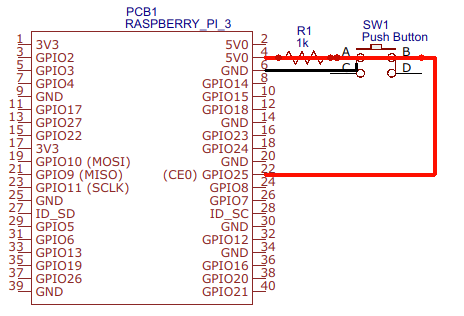 PCB1
RASPBERRY_PI_3
R1
1k
SW1
Push Button
A B
C D
1 3V3 5V0 2
3 GPIO2 5V0 4
5 GPIO3 GND 6
7 GPIO4 GPIO14 8
9 GND GPIO15 10
11 GPIO17 GPIO18 12
13 GPIO27 GND 14
15 GPIO22 GPIO23 16
17 3V3 GPIO24 18
19 GPIO10 (MOSI) GND 20
21 GPIO9 (MISO) (CE0) GPIO25 22
23 GPIO11 (SCLK) GPIO8 24
25 GND GPIO7 26
27 ID_SD ID_SC 28
29 GPIO5 GND 30
31 GPIO6 GPIO12 32
33 GPIO13 GND 34
35 GPIO19 GPIO16 36
37 GPIO26 GPIO20 38
39 GND GPIO21 40